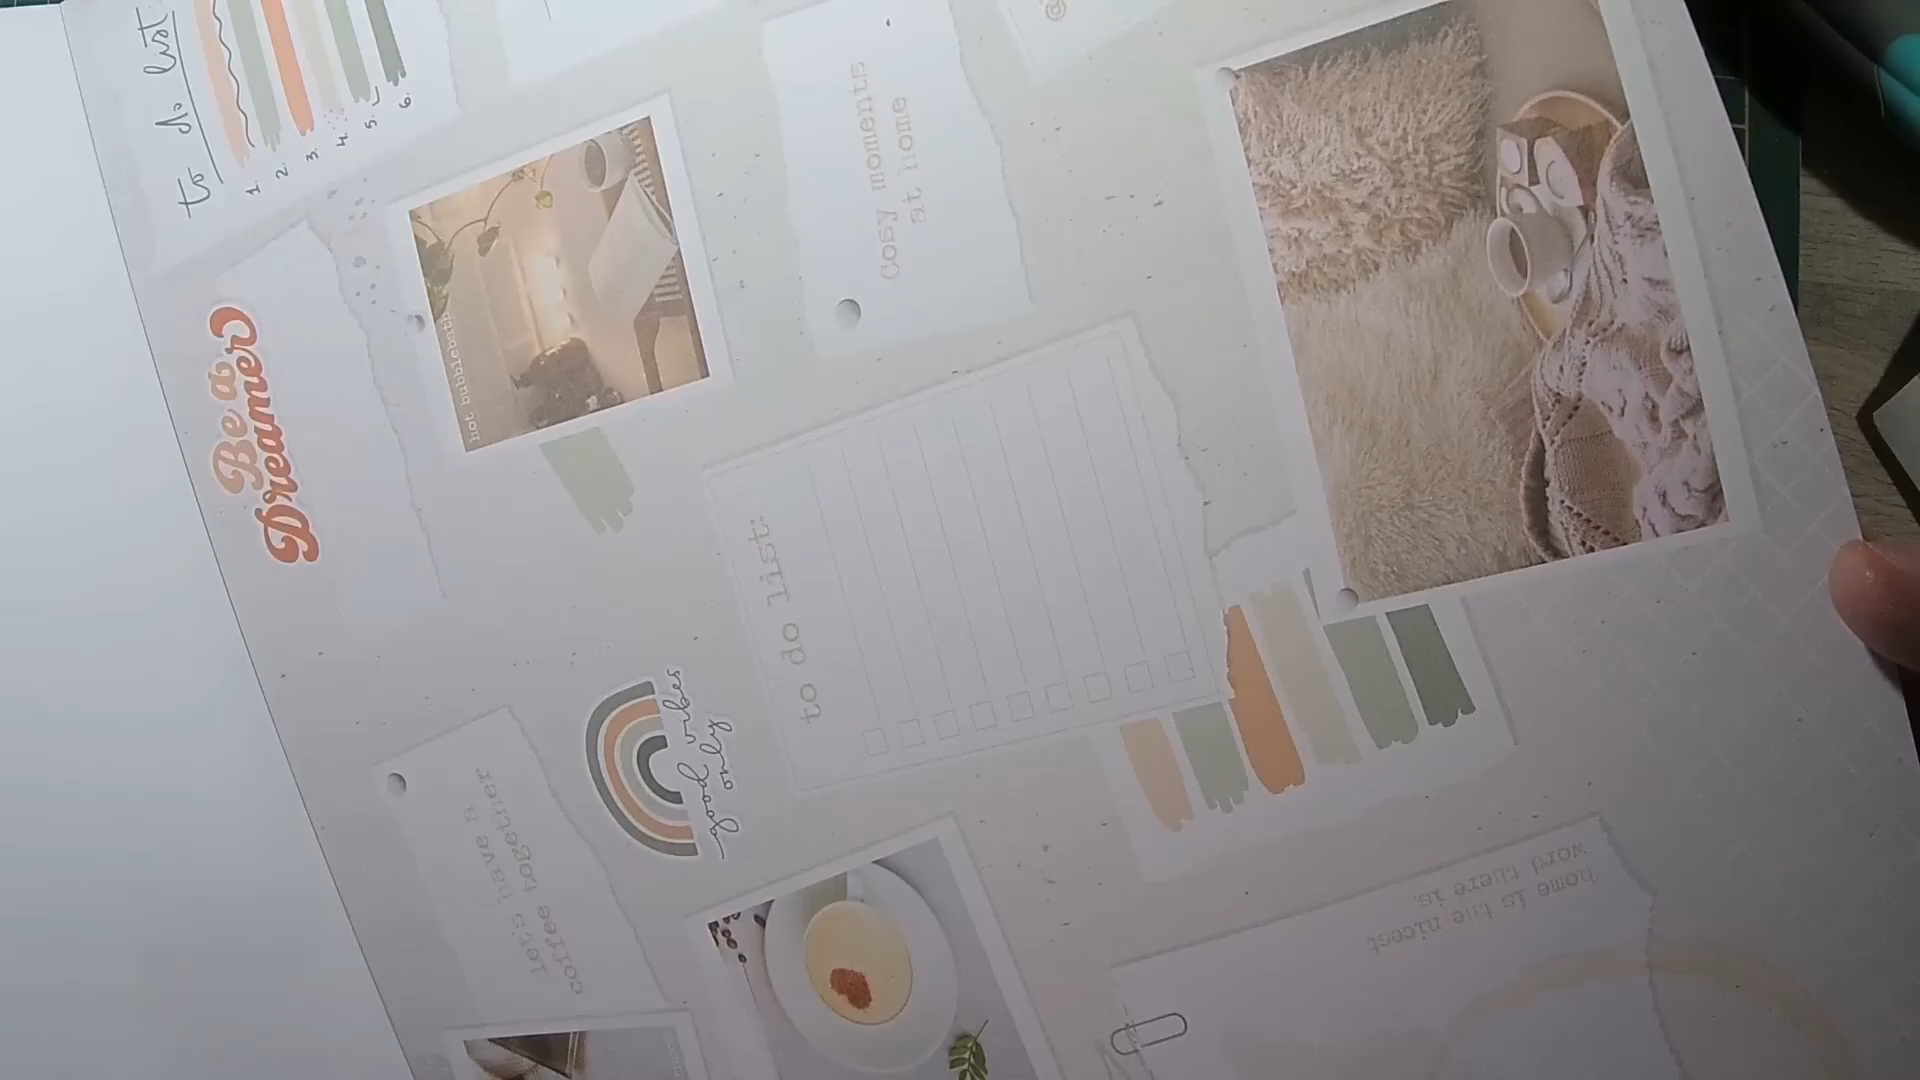 to do list:
1.
2.
3.
4.
5.
6.
Be a
Dreamer
hot bubblebath
Cosy moments
at home
to do list:
good vibes
only
let's have a
coffee together
home is the nicest
word there is.
@